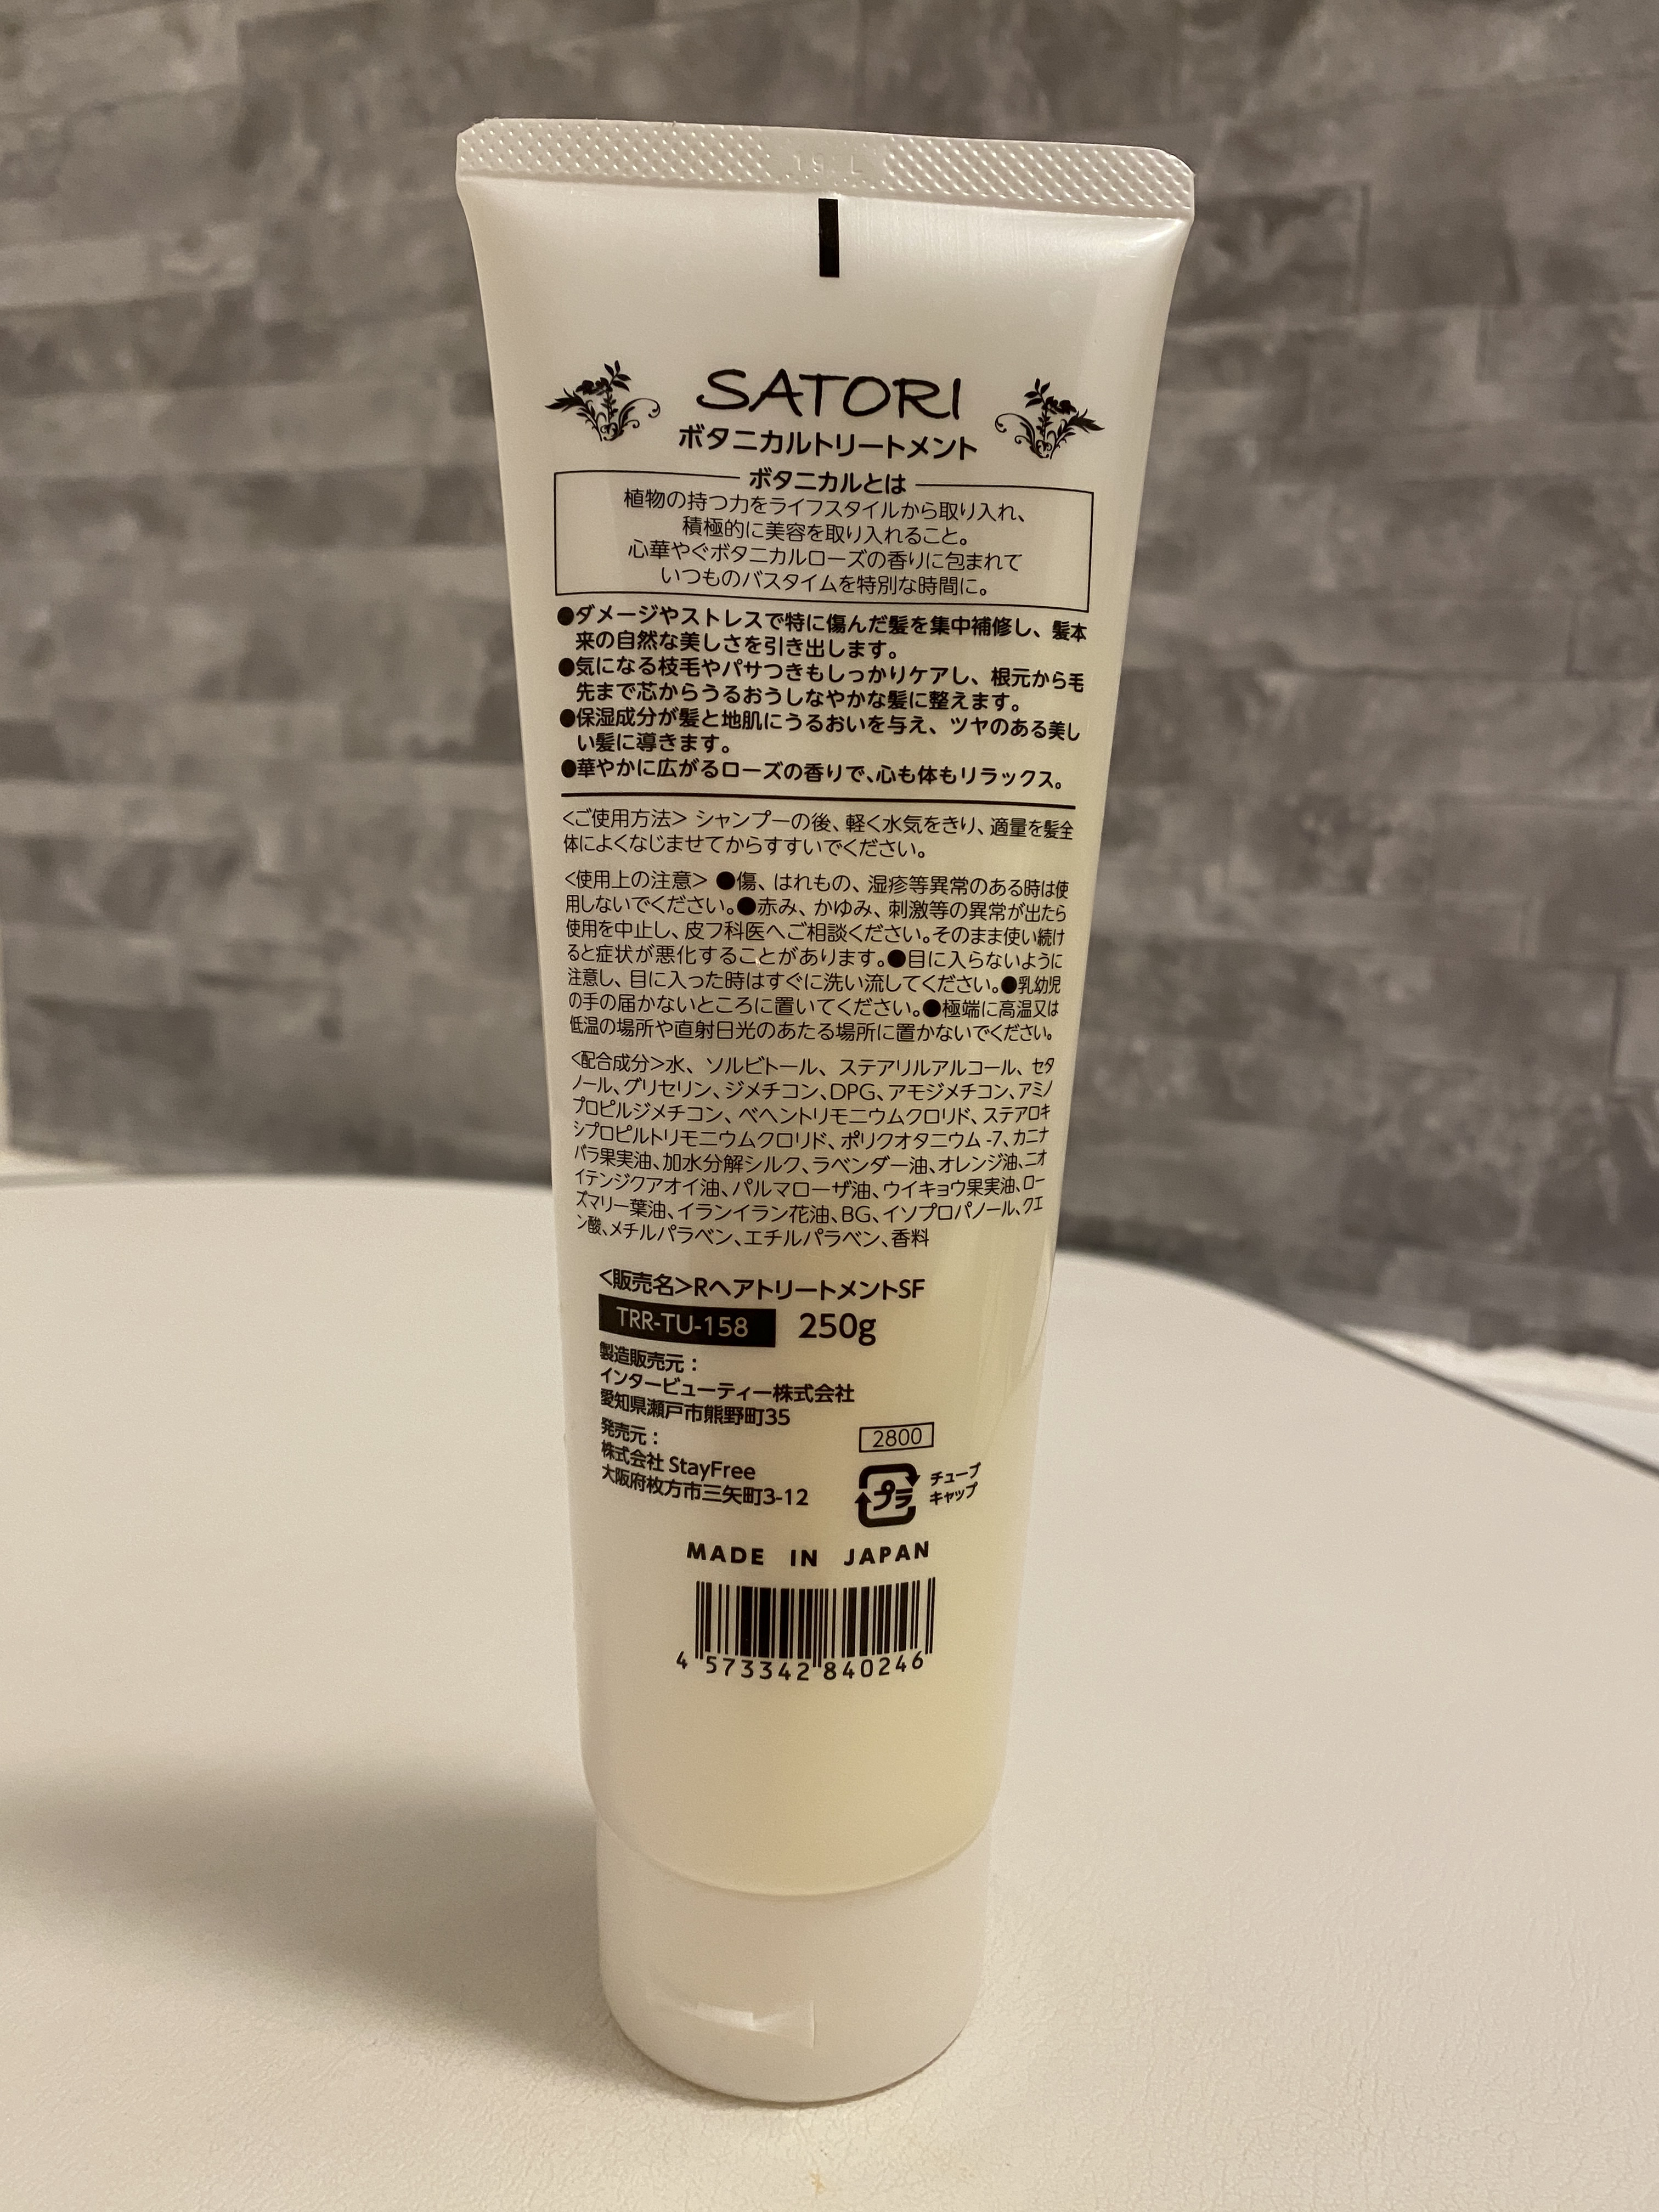 SATORI
ボタニカルトリートメント
ボタニカルとは
植物の持つ力をライフスタイルから取り入れ、
積極的に美容を取り入れること。
心華やぐボタニカルローズの香りに包まれて
いつものバスタイムを特別な時間に。
●ダメージやストレスで特に傷んだ髪を集中補修し、髪本
来の自然な美しさを引き出します。
●気になる枝毛やパサつきもしっかりケアし、根元から毛
先まで芯からうるおうしなやかな髪に整えます。
●保湿成分が髪と地肌にうるおいを与え、ツヤのある美し
い髪に導きます。
●華やかに広がるローズの香りで、心も体もリラックス。
<ご使用方法> シャンプーの後、軽く水気をきり、適量を髪全
体によくなじませてからすすいでください。
<使用上の注意> ●傷、はれもの、湿疹等異常のある時は使
用しないでください。●赤み、かゆみ、刺激等の異常が出たら
使用を中止し、皮フ科医へご相談ください。そのまま使い続け
ると症状が悪化することがあります。●目に入らないように
注意し、目に入った時はすぐに洗い流してください。●乳幼児
の手の届かないところに置いてください。●極端に高温又は
低温の場所や直射日光のあたる場所に置かないでください。
<配合成分>水、ソルビトール、ステアリルアルコール、セタ
ノール、グリセリン、ジメチコン、DPG、アモジメチコン、アミノ
プロピルジメチコン、ベヘントリモニウムクロリド、ステアロキ
シプロピルトリモニウムクロリド、ポリクオタニウム-7、カニナ
バラ果実油、加水分解シルク、ラベンダー油、オレンジ油、ニオ
イテンジクアオイ油、パルマローザ油、ウイキョウ果実油、ロー
ズマリー葉油、イランイラン花油、BG、イソプロパノール、クエ
ン酸、メチルパラベン、エチルパラベン、香料
<販売名>RヘアトリートメントSF
TRR-TU-158 250g
製造販売元：
インタービューティー株式会社
愛知県瀬戸市熊野町35
発売元：
株式会社 StayFree
大阪府枚方市三矢町3-12
2800
プラ
チューブ
キャップ
MADE IN JAPAN
4 573342 840246